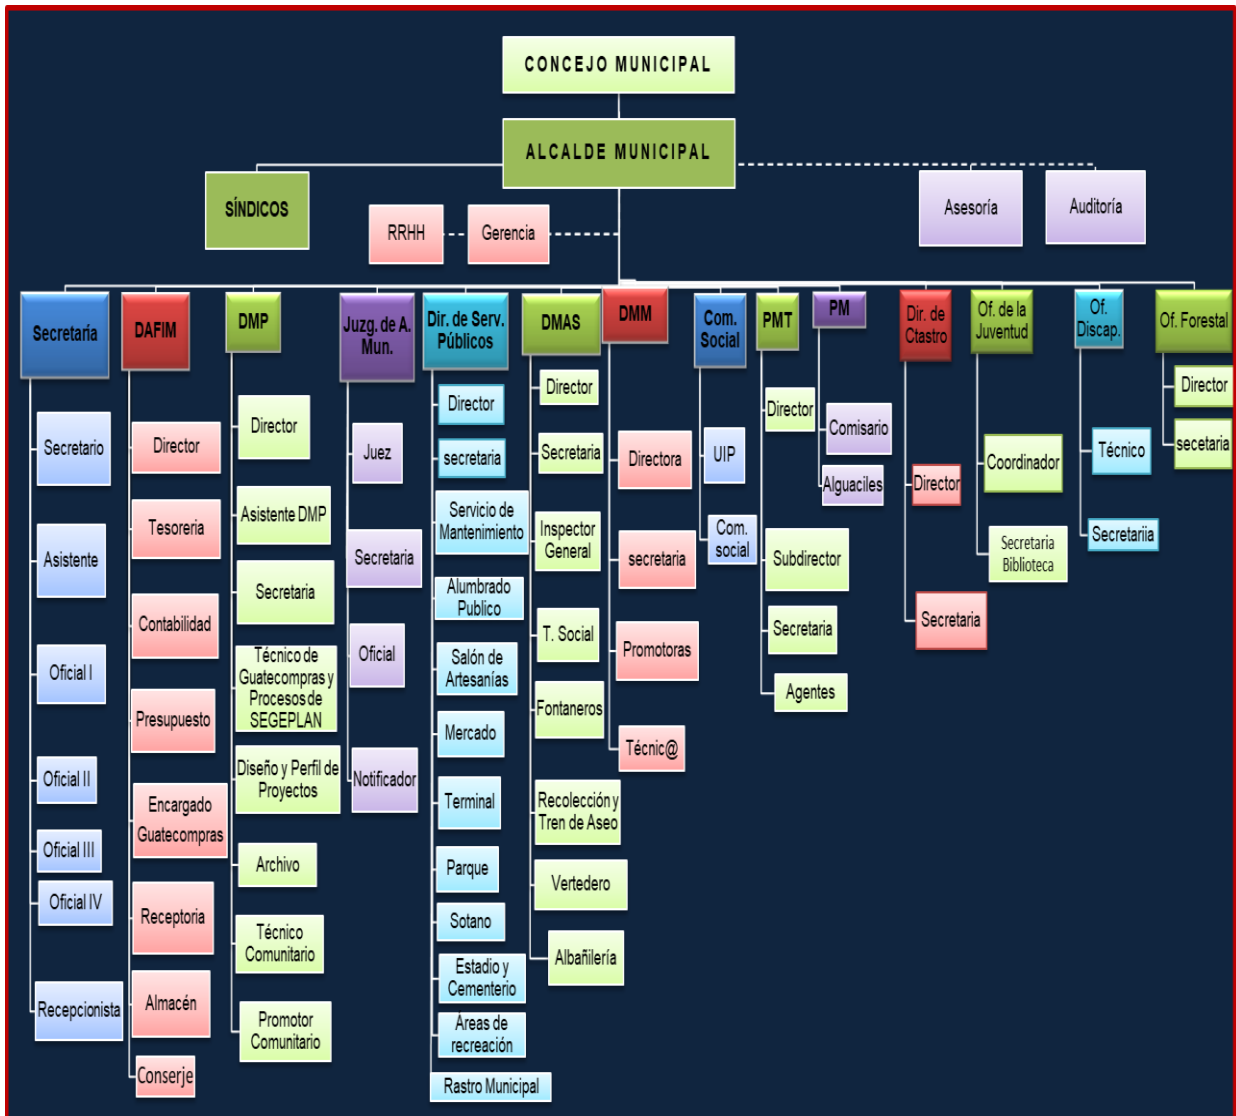 CONCEJO MUNICIPAL
ALCALDE MUNICIPAL
SÍNDICOS
RRHH
Gerencia
Asesoría
Auditoría
Secretaria
Secretario
Asistente
Oficial I
Oficial II
Oficial III
Oficial IV
Recepcionista
DAFIM
Director
Tesoreria
Contabilidad
Presupuesto
Encargado
Guatecompras
Receptoria
Almacén
Conserje
DMP
Director
Asistente DMP
Secretaria
Técnico de
Guatecompras y
Procesos de
SEGEPLAN
Diseño y Perfil de
Proyectos
Archivo
Técnico
Comunitario
Promotor
Comunitario
Juzg. de A.
Mun.
Juez
Secretaria
Oficial
Notificador
Dir. de Serv.
Públicos
Director
secretaria
Servicio de
Mantenimiento
Alumbrado
Publico
Salón de
Artesanías
Mercado
Terminal
Parque
Sotano
Estadio y
Cementerio
Áreas de
recreación
Rastro Municipal
DMAS
Director
Secretaria
Inspector
General
T. Social
Fontaneros
Recolección y
Tren de Aseo
Vertedero
Albañilería
DMM
Directora
secretaria
Promotoras
Técnic@
Com.
Social
UIP
Com.
social
PMT
Director
Subdirector
Secretaria
Agentes
PM
Comisario
Alguaciles
Dir. de
Ctastro
Director
Secretaria
Of. de la
Juventud
Coordinador
Secretaria
Biblioteca
Of.
Discap.
Técnico
Secretariia
Of. Forestal
Director
secetaria